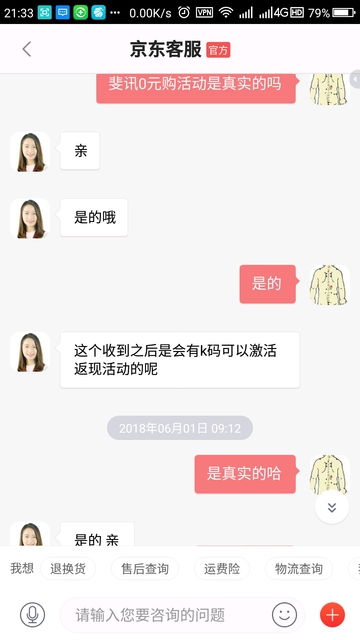 21:33 ... 0.00K/s VPN 4G HD 79%
京东客服 官方
斐讯0元购活动是真实的吗
亲
是的哦
是的
这个收到之后是会有k码可以激活
返现活动的呢
2018年06月01日 09:12
是真实的哈
是的 亲
我想 退换货 售后查询 运费险 物流查询
请输入您要咨询的问题